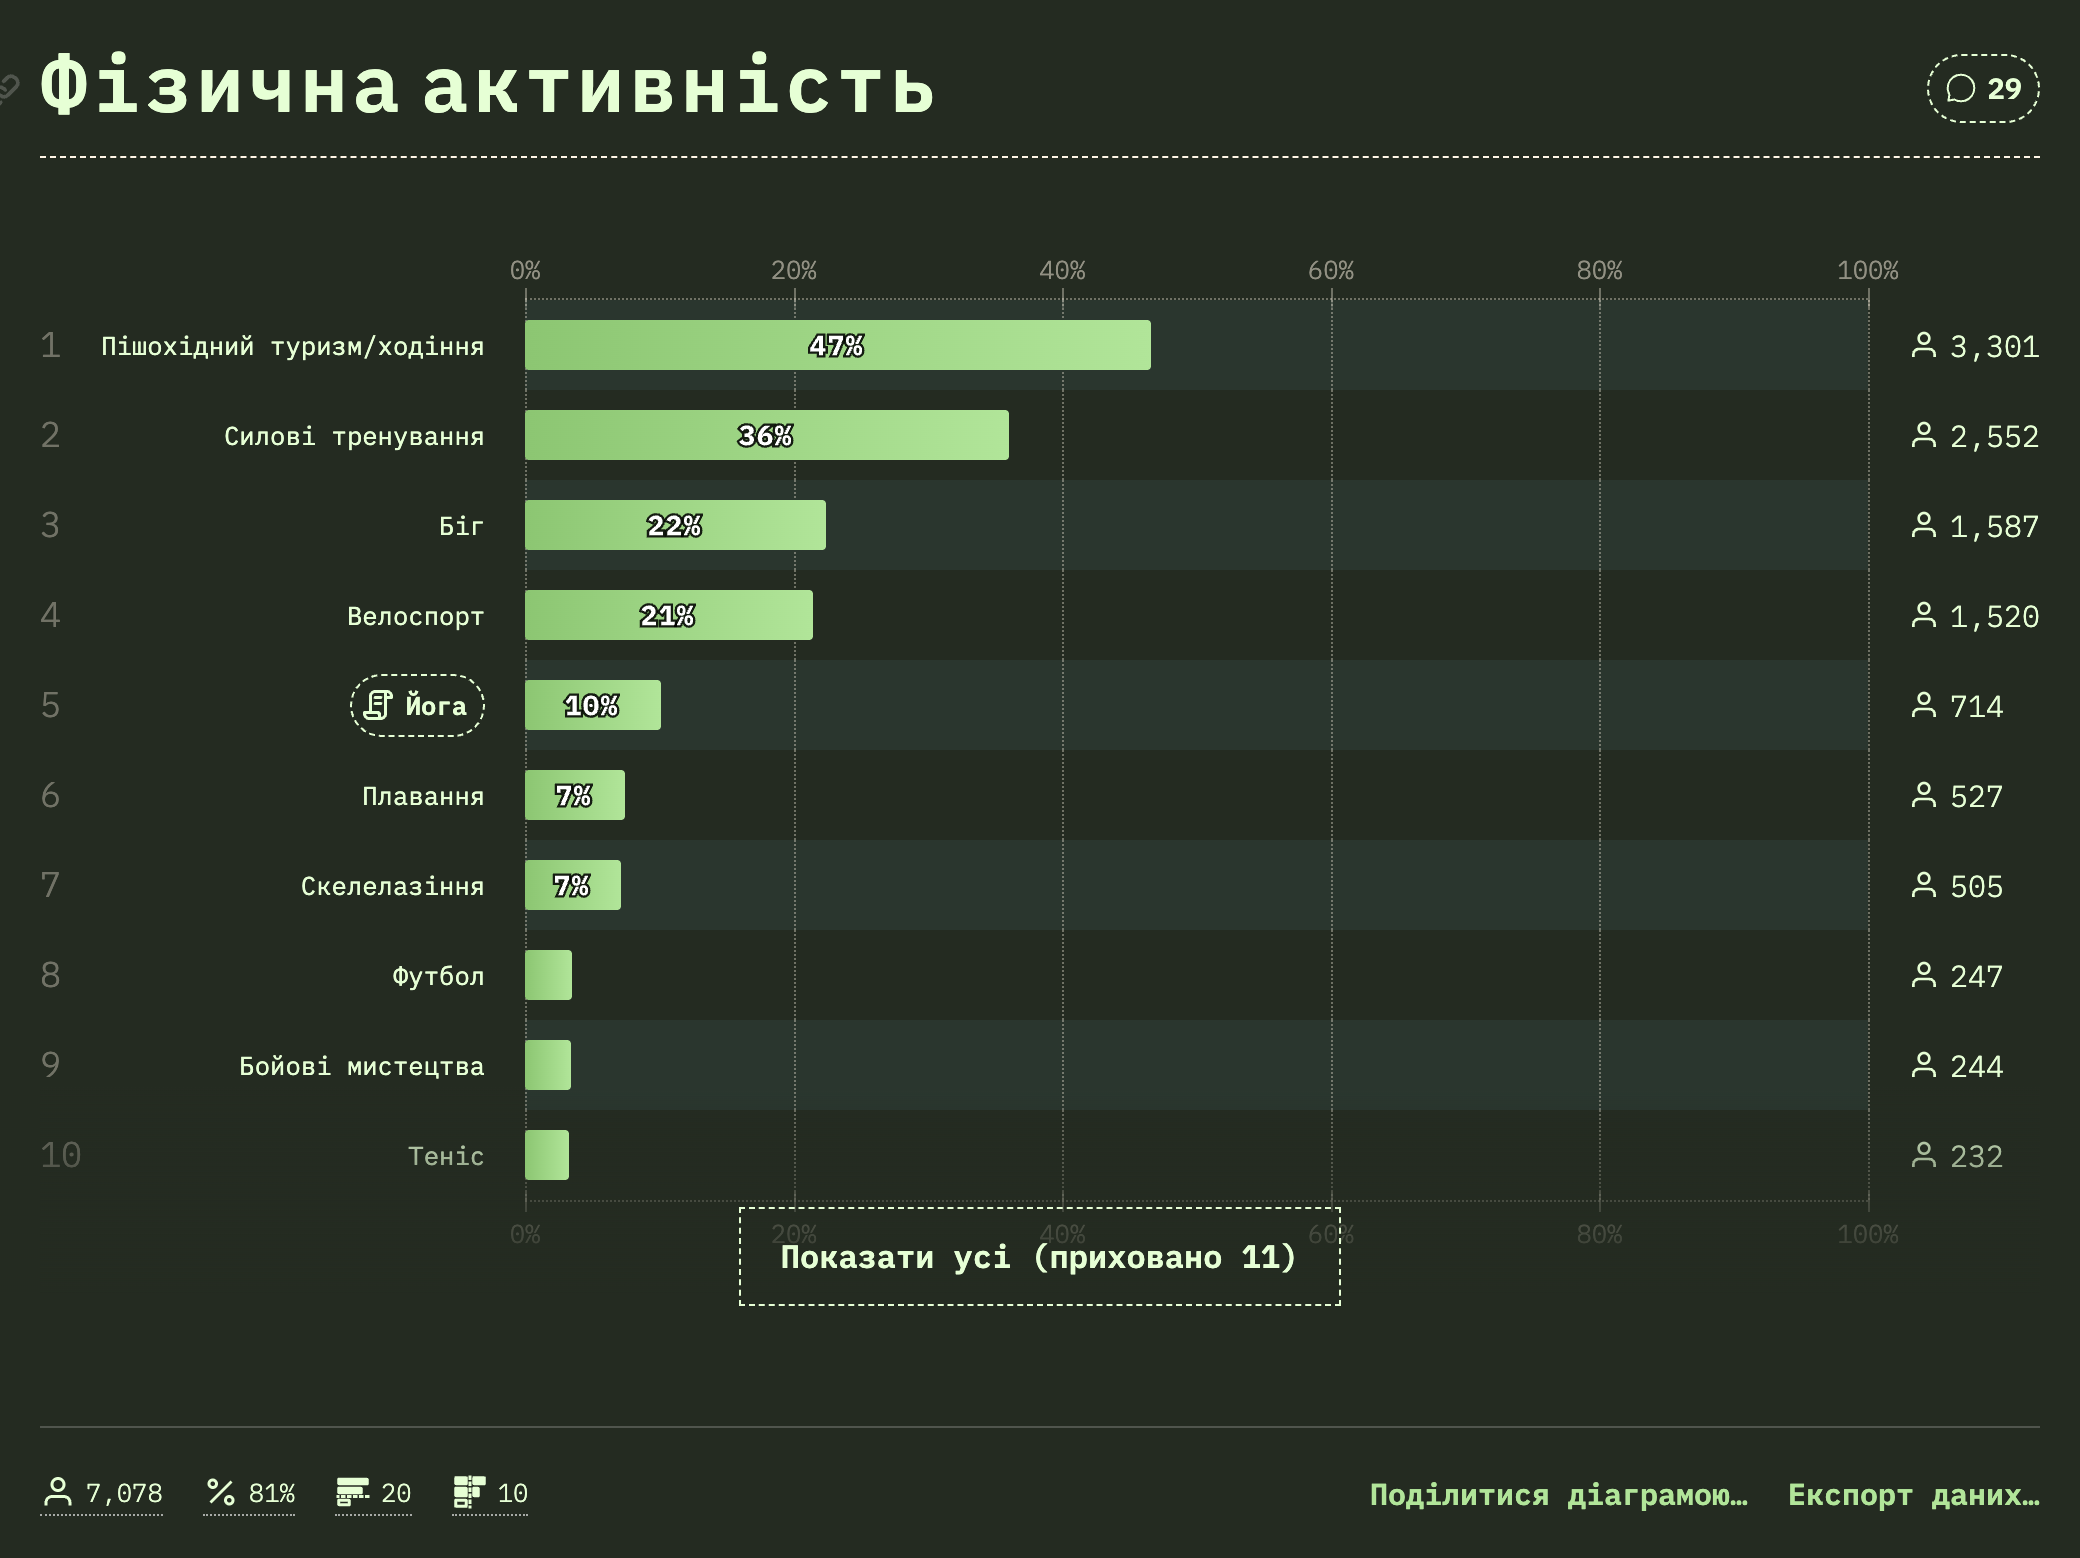 Фізична активність
29
0% 20% 40% 60% 80% 100%
1 Пішохідний туризм/ходіння 47% 3,301
2 Силові тренування 36% 2,552
3 Біг 22% 1,587
4 Велоспорт 21% 1,520
5 Йога 10% 714
6 Плавання 7% 527
7 Скелелазіння 7% 505
8 Футбол 247
9 Бойові мистецтва 244
10 Теніс 232
0% 20% 40% 60% 80% 100%
Показати усі (приховано 11)
7,078 81% 20 10 Поділитися діаграмою… Експорт даних…